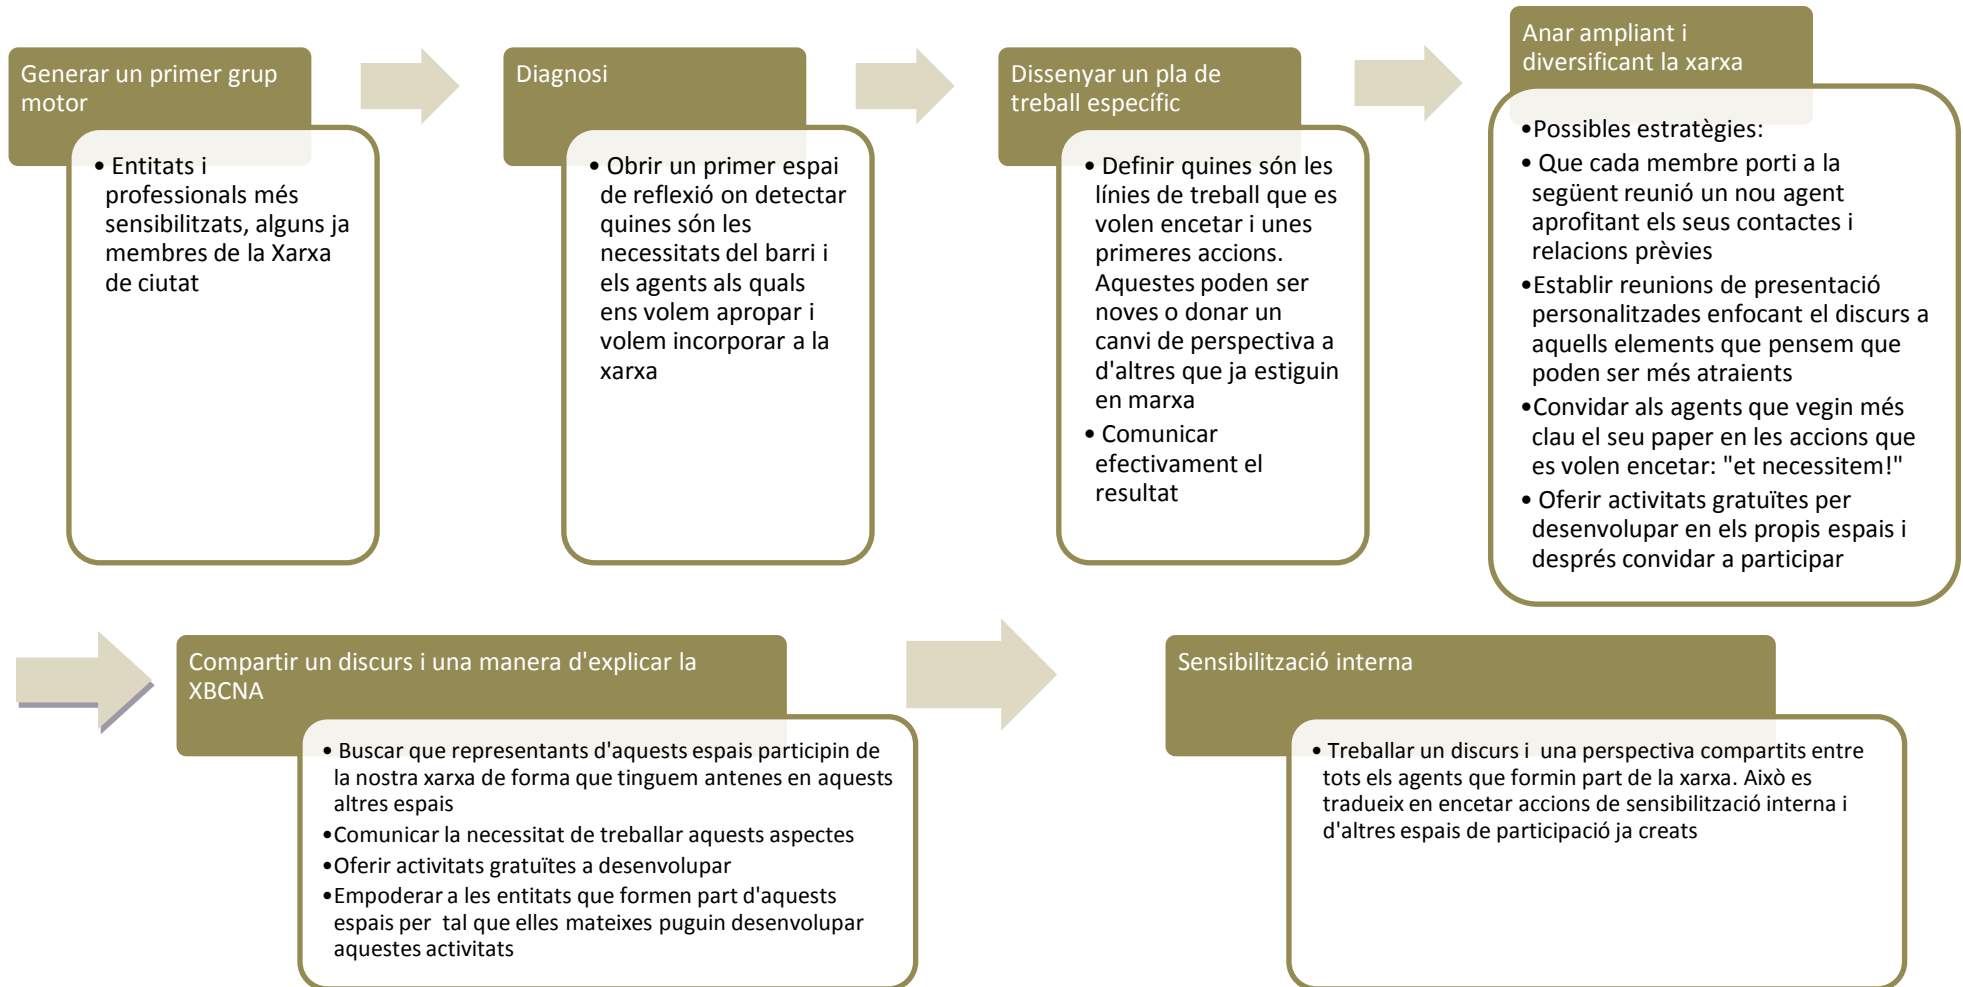 Generar un primer grup
motor
• Entitats i
professionals més
sensibilitzats, alguns ja
membres de la Xarxa
de ciutat
Diagnosi
• Obrir un primer espai
de reflexió on detectar
quines són les
necessitats del barri i
els agents als quals
ens volem apropar i
volem incorporar a la
xarxa
Dissenyar un pla de
treball específic
• Definir quines són les
línies de treball que es
volen encetar i unes
primeres accions.
Aquestes poden ser
noves o donar un
canvi de perspectiva a
d'altres que ja estiguin
en marxa
• Comunicar
efectivament el
resultat
Anar ampliant i
diversificant la xarxa
•Possibles estratègies:
• Que cada membre porti a la
següent reunió un nou agent
aprofitant els seus contactes i
relacions prèvies
•Establir reunions de presentació
personalitzades enfocant el discurs a
aquells elements que pensem que
poden ser més atraients
•Convidar als agents que vegin més
clau el seu paper en les accions que
es volen encetar: "et necessitem!"
• Oferir activitats gratuïtes per
desenvolupar en els propis espais i
després convidar a participar
Compartir un discurs i una manera d'explicar la
XBCNA
• Buscar que representants d'aquests espais participin de
la nostra xarxa de forma que tinguem antenes en aquests
altres espais
•Comunicar la necessitat de treballar aquests aspectes
•Oferir activitats gratuïtes a desenvolupar
•Empoderar a les entitats que formen part d'aquests
espais per  tal que elles mateixes puguin desenvolupar
aquestes activitats
Sensibilització interna
• Treballar un discurs i  una perspectiva compartits entre
tots els agents que formin part de la xarxa. Això es
tradueix en encetar accions de sensibilització interna i
d'altres espais de participació ja creats